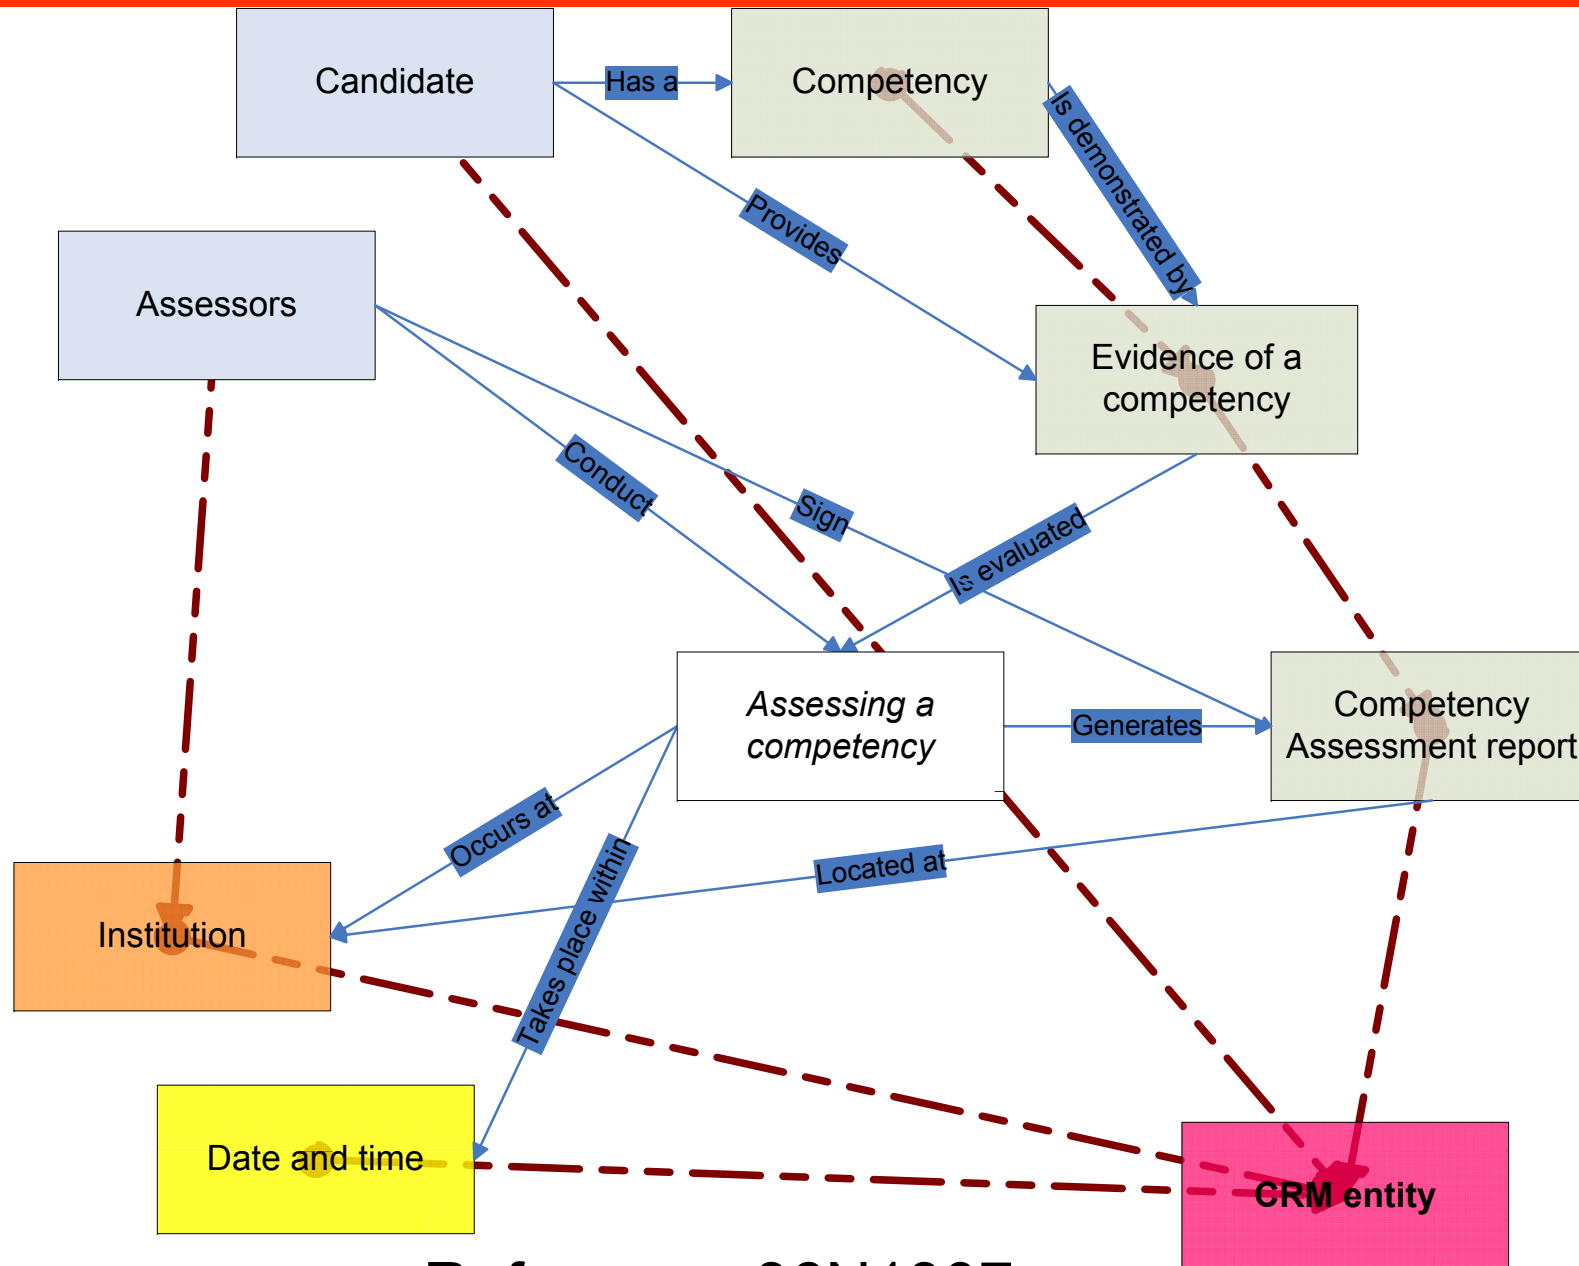 Candidate
Has a
Competency
Is demonstrated by
Provides
Assessors
Evidence of a
competency
Conduct
Sign
Is evaluated
Assessing a
competency
Generates
Competency
Assessment report
Occurs at
Takes place within
Located at
Institution
Date and time
CRM entity